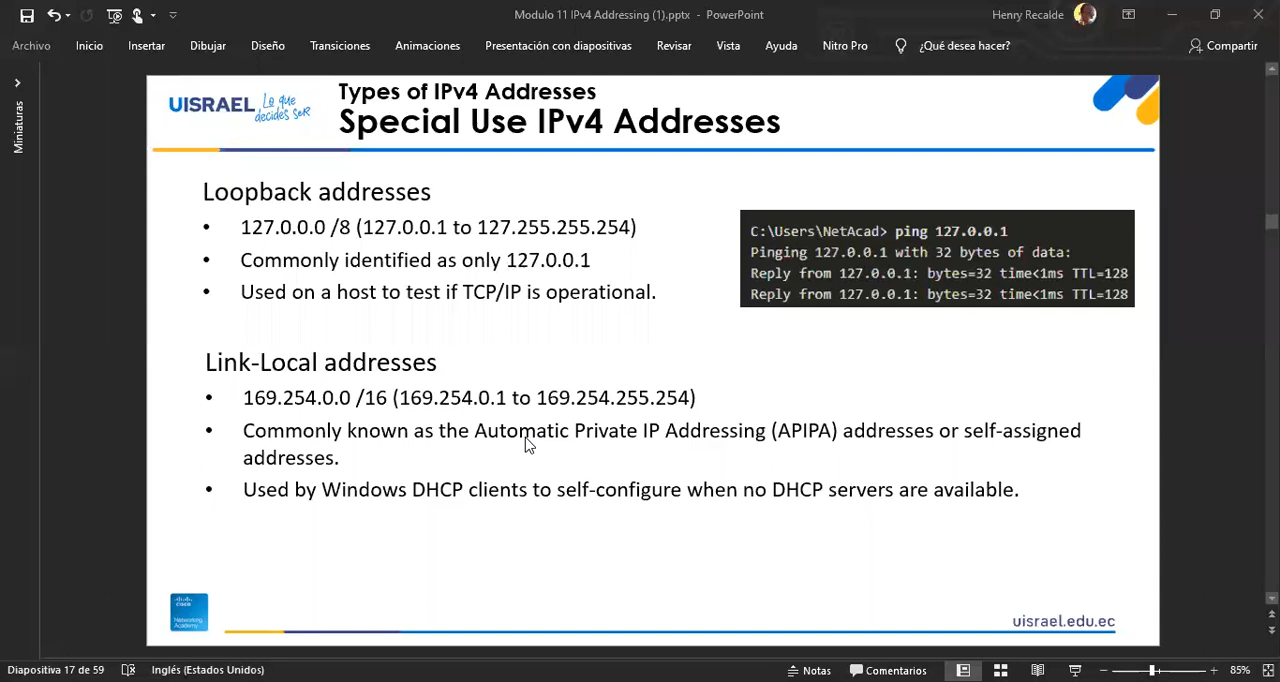 Modulo 11 IPv4 Addressing (1).pptx - PowerPoint
Henry Recalde
Archivo Inicio Insertar Dibujar Diseño Transiciones Animaciones Presentación con diapositivas Revisar Vista Ayuda Nitro Pro ¿Qué desea hacer? Compartir
Miniaturas
UISRAEL Lo que decides ser
Types of IPv4 Addresses
Special Use IPv4 Addresses
Loopback addresses
• 127.0.0.0 /8 (127.0.0.1 to 127.255.255.254)
• Commonly identified as only 127.0.0.1
• Used on a host to test if TCP/IP is operational.
C:\Users\NetAcad> ping 127.0.0.1
Pinging 127.0.0.1 with 32 bytes of data:
Reply from 127.0.0.1: bytes=32 time<1ms TTL=128
Reply from 127.0.0.1: bytes=32 time<1ms TTL=128
Link-Local addresses
• 169.254.0.0 /16 (169.254.0.1 to 169.254.255.254)
• Commonly known as the Automatic Private IP Addressing (APIPA) addresses or self-assigned
addresses.
• Used by Windows DHCP clients to self-configure when no DHCP servers are available.
CISCO
Networking
Academy
uisrael.edu.ec
Diapositiva 17 de 59 Inglés (Estados Unidos) Notas Comentarios 85%